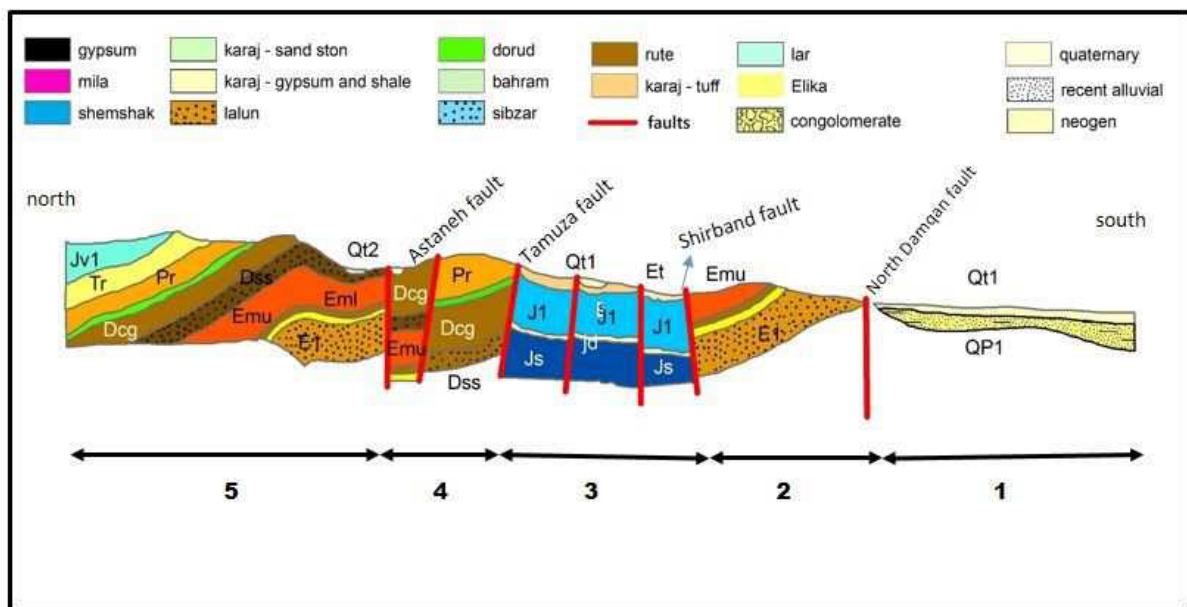 gypsum
karaj - sand ston
dorud
rute
lar
quaternary
mila
karaj - gypsum and shale
bahram
karaj - tuff
Elika
recent alluvial
shemshak
lalun
sibzar
faults
congolomerate
neogen
north
south
Astaneh fault
Tamuza fault
Shirband fault
North Damqan fault
Qt2
Qt1
Et
Emu
Qt1
Jv1
Tr
Pr
Dss
Dcg
Pr
Eml
Emu
Dcg
Dcg
E1
Emu
Dss
J1
J1
J1
jd
Js
Js
E1
QP1
5
4
3
2
1